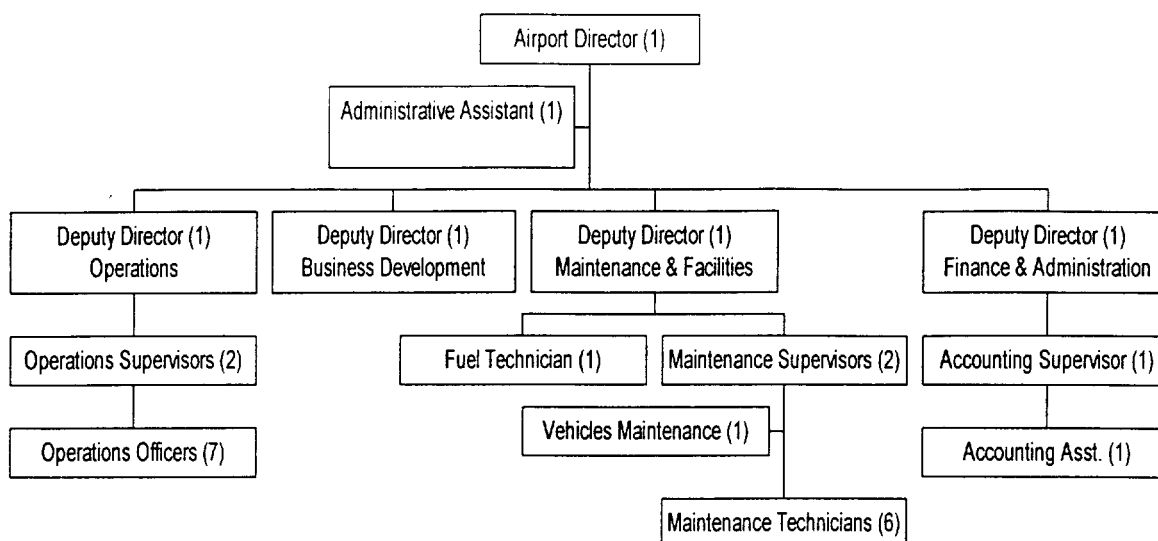 Airport Director (1)
Administrative Assistant (1)
Deputy Director (1)
Operations
Deputy Director (1)
Business Development
Deputy Director (1)
Maintenance & Facilities
Deputy Director (1)
Finance & Administration
Operations Supervisors (2)
Fuel Technician (1)
Maintenance Supervisors (2)
Accounting Supervisor (1)
Operations Officers (7)
Vehicles Maintenance (1)
Accounting Asst. (1)
Maintenance Technicians (6)